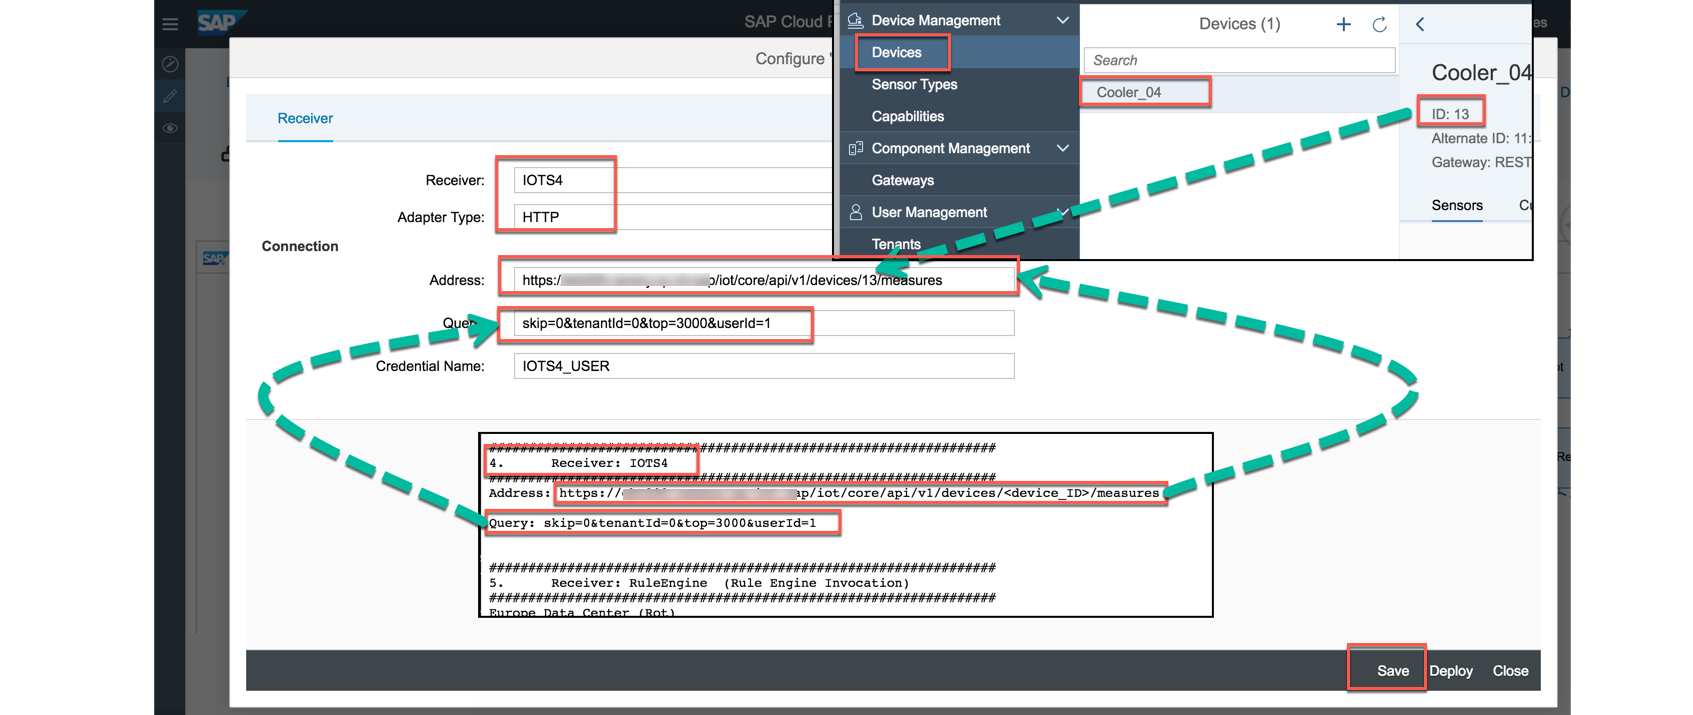 SAP
SAP Cloud
Configure
Receiver
Receiver: IOTS4
Adapter Type: HTTP
Connection
Address: https:/ /iot/core/api/v1/devices/13/measures
skip=0&tenantId=0&top=3000&userId=1
Credential Name: IOTS4_USER
Device Management
Devices
Sensor Types
Capabilities
Component Management
Gateways
User Management
Tenants
Devices (1)
Search
Cooler_04
Cooler_04
ID: 13
Alternate ID: 11:
Gateway: REST
Sensors
##################################################################
4. Receiver: IOTS4
##################################################################
Address: https:// ap/iot/core/api/v1/devices/<device_ID>/measures
Query: skip=0&tenantId=0&top=3000&userId=1
##################################################################
5. Receiver: RuleEngine (Rule Engine Invocation)
##################################################################
Europe Data Center (Rot)
SAP
Save Deploy Close